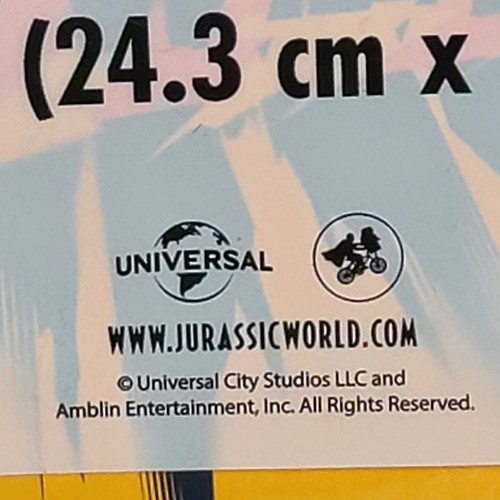 (24.3 cm x
UNIVERSAL
WWW.JURASSICWORLD.COM
© Universal City Studios LLC and
Amblin Entertainment, Inc. All Rights Reserved.